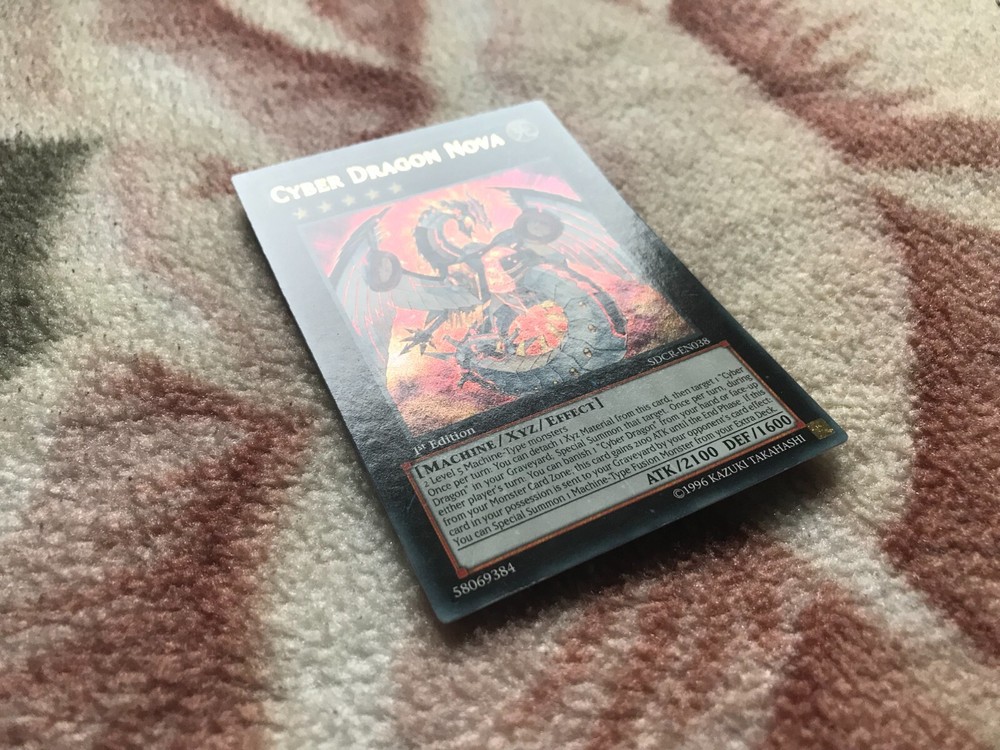 CYBER DRAGON NOVA
SDCR-EN038
1st Edition
[MACHINE/XYZ/EFFECT]
2 Level 5 Machine-Type monsters
Once per turn: You can detach 1 Xyz Material from this card, then target 1 "Cyber
Dragon" in your Graveyard; Special Summon that target. Once per turn, during
either player's turn: You can banish 1 "Cyber Dragon" from your hand or face-up
from your Monster Card Zone; this card gains 2100 ATK until the End Phase. If this
card in your possession is sent to your Graveyard by your opponent's card effect:
You can Special Summon 1 Machine-Type Fusion Monster from your Extra Deck.
ATK/2100 DEF/1600
58069384
©1996 KAZUKI TAKAHASHI